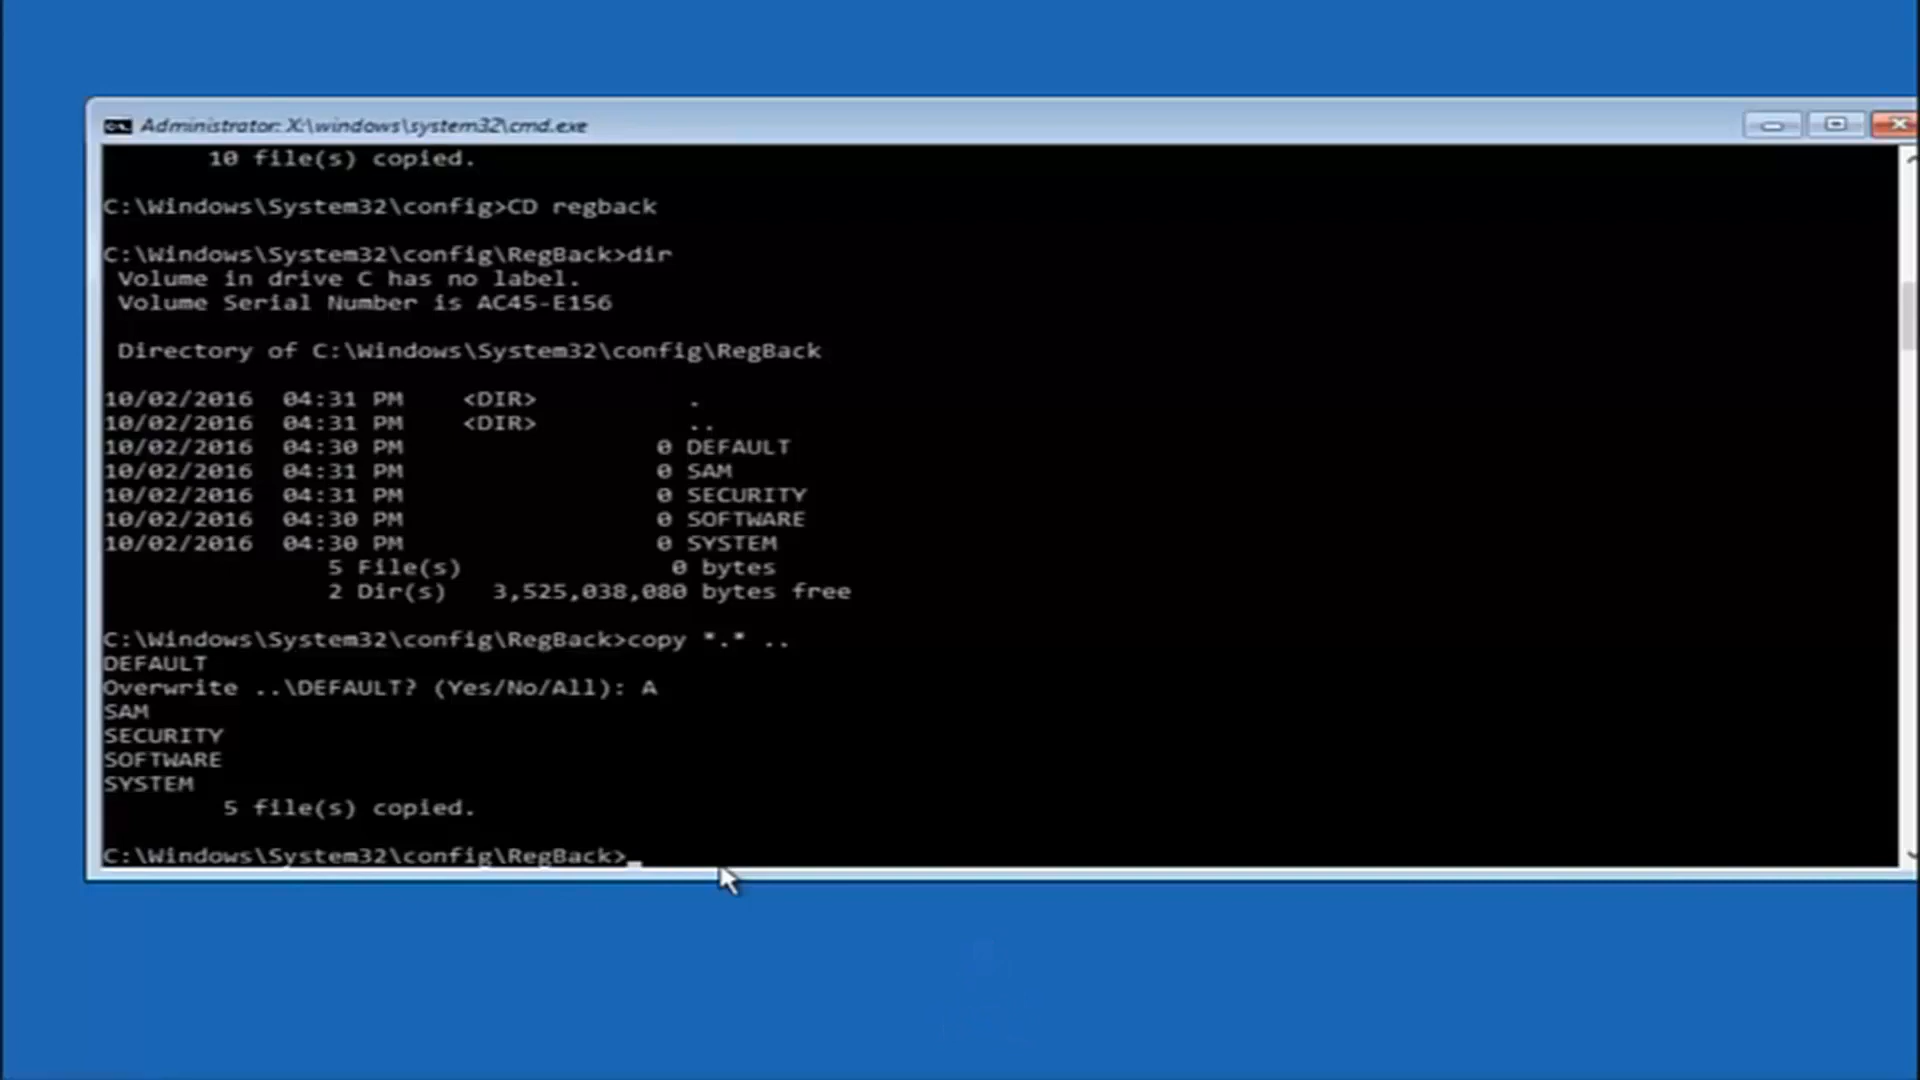 Administrator: X:\windows\system32\cmd.exe
10 file(s) copied.
C:\Windows\System32\config>CD regback
C:\Windows\System32\config\RegBack>dir
Volume in drive C has no label.
Volume Serial Number is AC45-E156
Directory of C:\Windows\System32\config\RegBack
10/02/2016  04:31 PM    <DIR>          .
10/02/2016  04:31 PM    <DIR>          ..
10/02/2016  04:30 PM                 0 DEFAULT
10/02/2016  04:31 PM                 0 SAM
10/02/2016  04:31 PM                 0 SECURITY
10/02/2016  04:30 PM                 0 SOFTWARE
10/02/2016  04:30 PM                 0 SYSTEM
5 File(s)              0 bytes
2 Dir(s)   3,525,038,080 bytes free
C:\Windows\System32\config\RegBack>copy *.* ..
DEFAULT
Overwrite ..\DEFAULT? (Yes/No/All): A
SAM
SECURITY
SOFTWARE
SYSTEM
5 file(s) copied.
C:\Windows\System32\config\RegBack>_